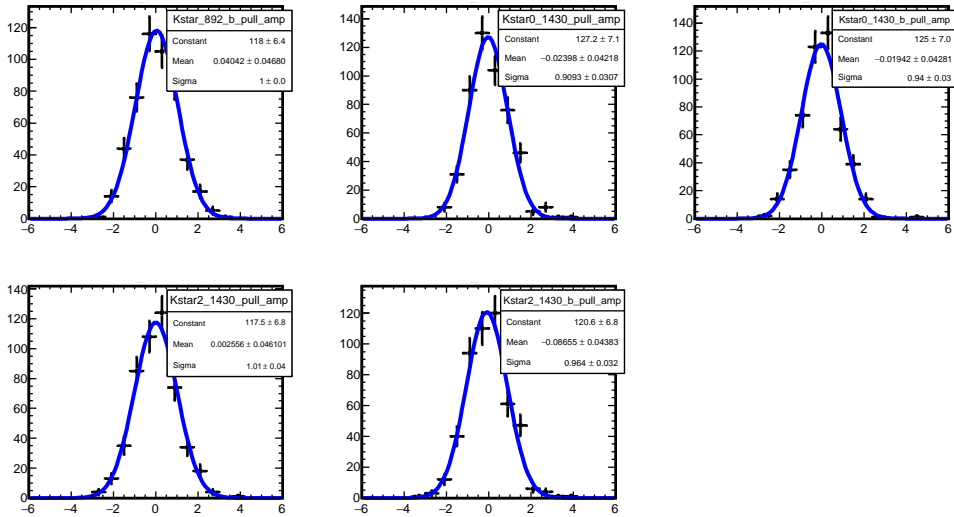 Kstar_892_b_pull_amp
Constant 118 ± 6.4
Mean 0.04042 ± 0.04680
Sigma 1 ± 0.0
120
100
80
60
40
20
0
−6 −4 −2 0 2 4 6
Kstar0_1430_pull_amp
Constant 127.2 ± 7.1
Mean −0.02398 ± 0.04218
Sigma 0.9093 ± 0.0307
140
120
100
80
60
40
20
0
−6 −4 −2 0 2 4 6
Kstar0_1430_b_pull_amp
Constant 125 ± 7.0
Mean −0.01942 ± 0.04281
Sigma 0.94 ± 0.03
140
120
100
80
60
40
20
0
−6 −4 −2 0 2 4 6
Kstar2_1430_pull_amp
Constant 117.5 ± 6.8
Mean 0.002556 ± 0.046101
Sigma 1.01 ± 0.04
140
120
100
80
60
40
20
0
−6 −4 −2 0 2 4 6
Kstar2_1430_b_pull_amp
Constant 120.6 ± 6.8
Mean −0.08655 ± 0.04383
Sigma 0.964 ± 0.032
120
100
80
60
40
20
0
−6 −4 −2 0 2 4 6